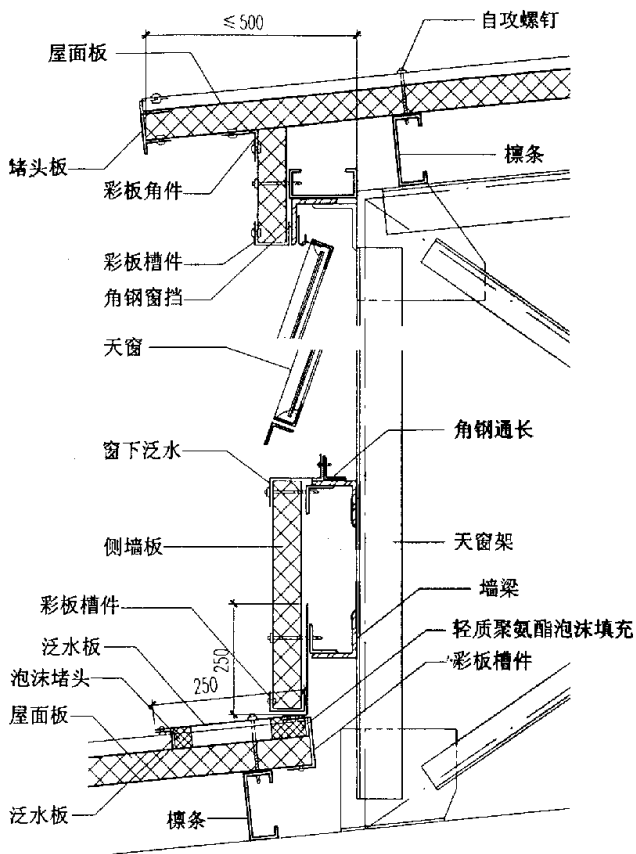 ≤500
自攻螺钉
屋面板
堵头板
檩条
彩板角件
彩板槽件
角钢窗挡
天窗
角钢通长
窗下泛水
侧墙板
天窗架
墙梁
彩板槽件
250
轻质聚氨酯泡沫填充
泛水板
泡沫堵头
250
彩板槽件
屋面板
泛水板
檩条